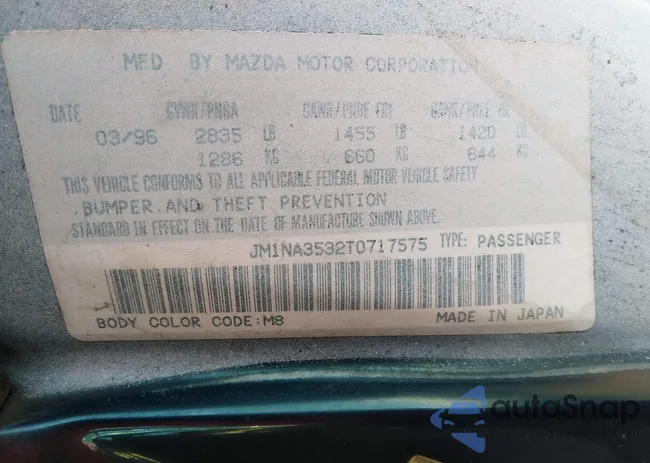 MFD. BY MAZDA MOTOR CORPORATION
DATE GVWR/PNBA GAWR/PNBE FRT GAWR/PNBE RR
03/96 2835 LB 1455 LB 1420 LB
1286 KG 660 KG 644 KG
THIS VEHICLE CONFORMS TO ALL APPLICABLE FEDERAL MOTOR VEHICLE SAFETY
BUMPER AND THEFT PREVENTION
STANDARDS IN EFFECT ON THE DATE OF MANUFACTURE SHOWN ABOVE.
JM1NA3532T0717575 TYPE: PASSENGER
BODY COLOR CODE:M8 MADE IN JAPAN
autoSnap